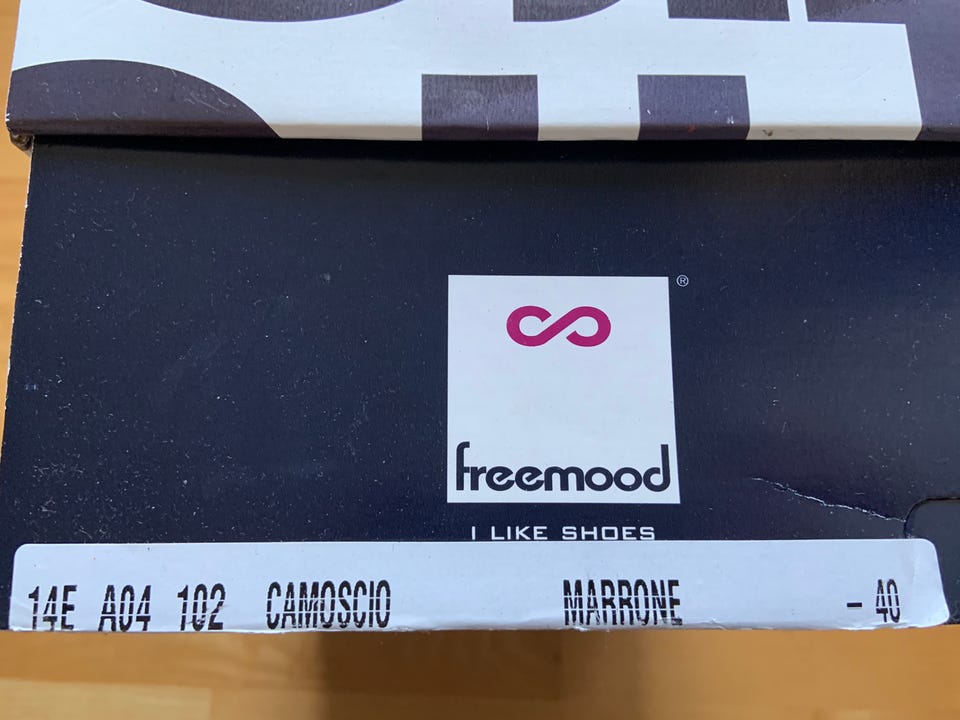 ®
freemood
I LIKE SHOES
14E A04 102 CAMOSCIO MARRONE - 40